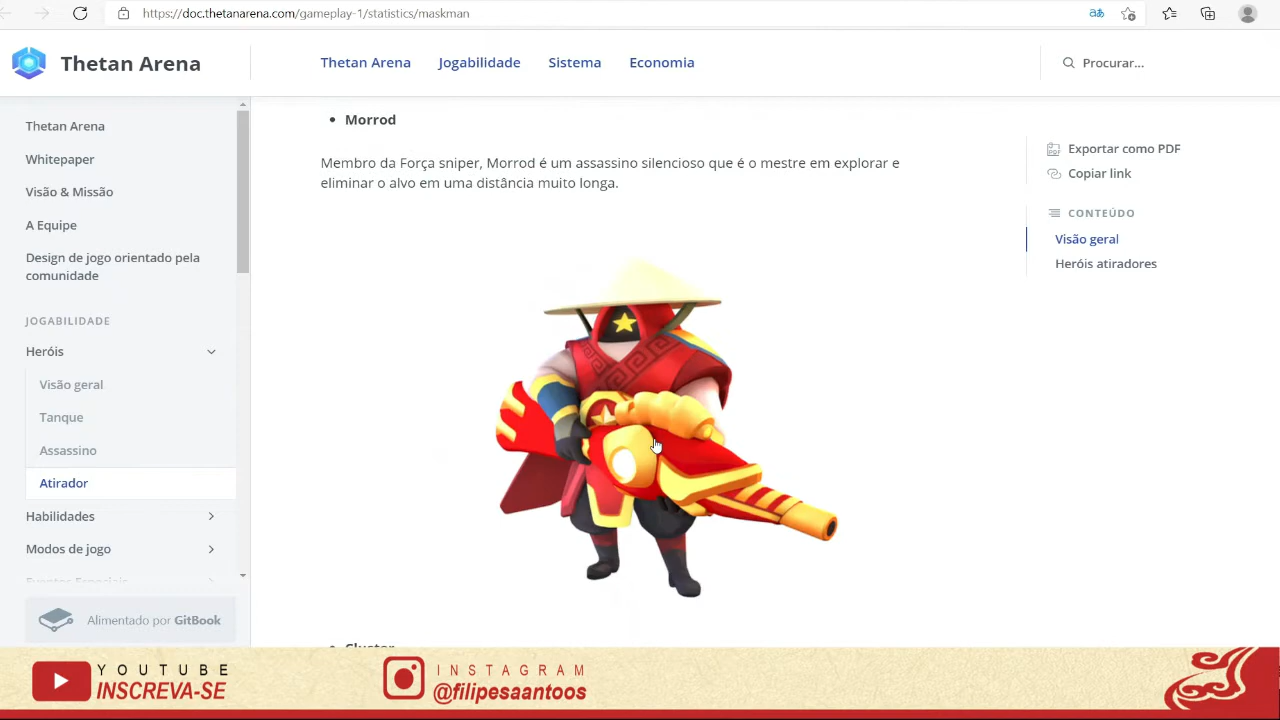 https://doc.thetanarena.com/gameplay-1/statistics/maskman
Thetan Arena
Thetan Arena
Jogabilidade
Sistema
Economia
Procurar...
Thetan Arena
Whitepaper
Visão & Missão
A Equipe
Design de jogo orientado pela
comunidade
JOGABILIDADE
Heróis
Visão geral
Tanque
Assassino
Atirador
Habilidades
Modos de jogo
Eventos Especiais
Alimentado por GitBook
Morrod
Membro da Força sniper, Morrod é um assassino silencioso que é o mestre em explorar e
eliminar o alvo em uma distância muito longa.
Cluster
Exportar como PDF
Copiar link
CONTEÚDO
Visão geral
Heróis atiradores
YOUTUBE
INSCREVA-SE
INSTAGRAM
@filipesaantoos